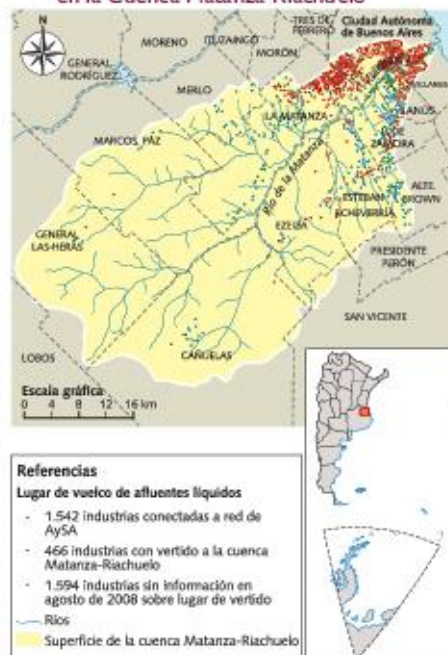 en la Cuenca Matanza-Riachuelo
N
TRES DE
FEBRERO
Ciudad Autónoma
de Buenos Aires
MORENO
ITUZAINGO
MORÓN
GENERAL
RODRÍGUEZ
MERLO
LA MATANZA
LANÚS
MARCOS PAZ
Río de la Matanza
ESTEBAN
ECHEVERRÍA
ALTE.
BROWN
EZEIZA
GENERAL
LAS HERAS
PRESIDENTE
PERÓN
SAN VICENTE
LOBOS
CAÑUELAS
Escala gráfica
0 4 8 12 16 km
Referencias
Lugar de vuelco de afluentes líquidos
- 1.542 industrias conectadas a red de
AySA
- 466 industrias con vertido a la cuenca
Matanza-Riachuelo
- 1.594 industrias sin información en
agosto de 2008 sobre lugar de vertido
Ríos
Superficie de la cuenca Matanza-Riachuelo